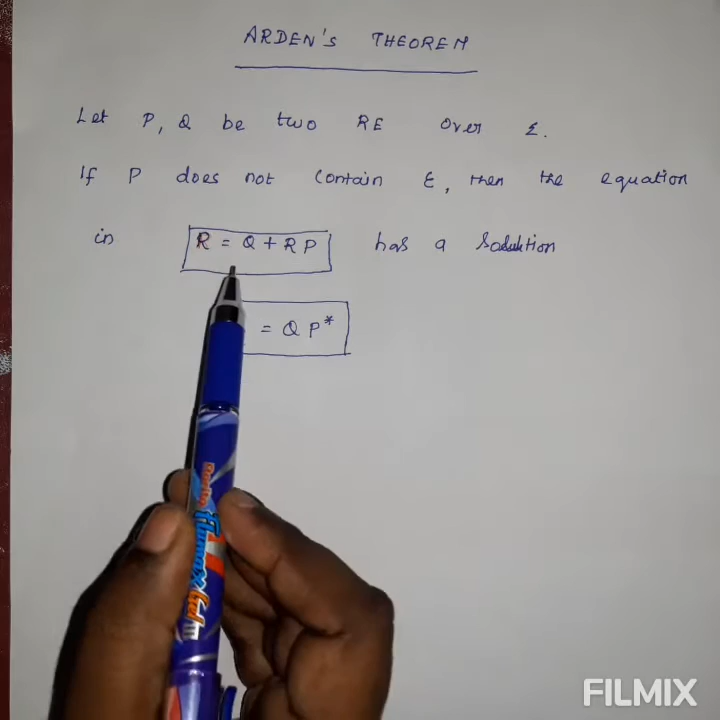 ARDEN'S THEOREM
Let P, Q be two RE over Σ.
If P does not contain ε, then the equation
in R = Q + RP has a solution
= QP*
FILMIX